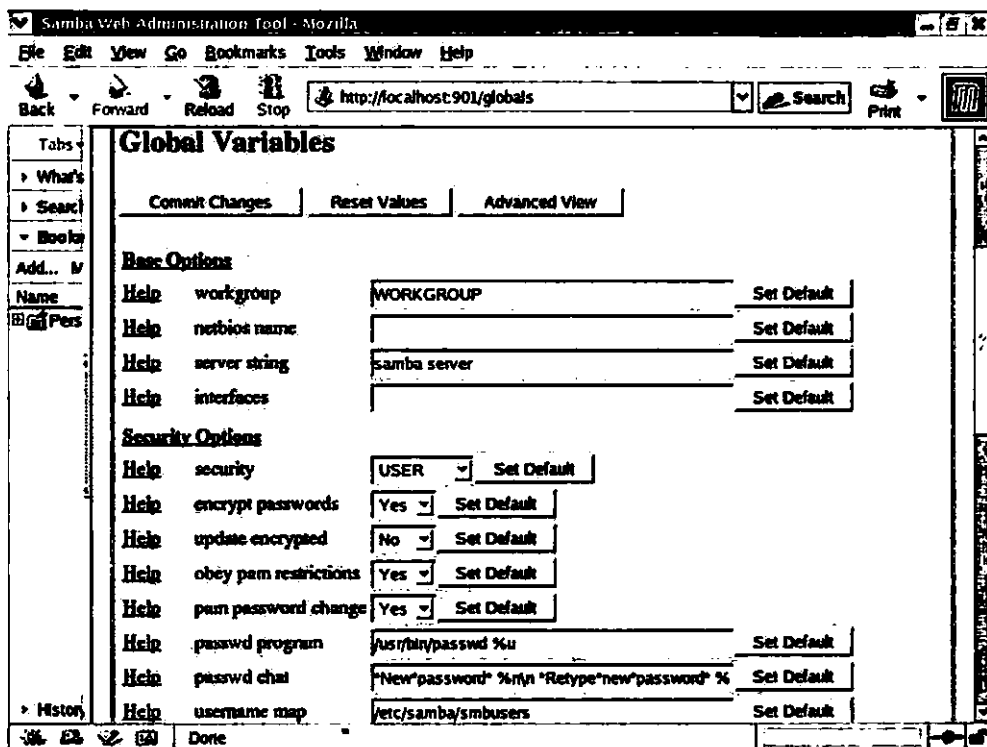 Samba Web Administration Tool - Mozilla
File Edit View Go Bookmarks Tools Window Help
Back Forward Reload Stop http://localhost:901/globals Search Print
Tabs
What's
Search
Bookm
Add... M
Name
Pers
History
Global Variables
Commit Changes Reset Values Advanced View
Base Options
Help workgroup WORKGROUP Set Default
Help netbios name Set Default
Help server string samba server Set Default
Help interfaces Set Default
Security Options
Help security USER Set Default
Help encrypt passwords Yes Set Default
Help update encrypted No Set Default
Help obey pam restrictions Yes Set Default
Help pam password change Yes Set Default
Help passwd program /usr/bin/passwd %u Set Default
Help passwd chat *New*password* %n\n *Retype*new*password* % Set Default
Help username map /etc/samba/smbusers Set Default
Done